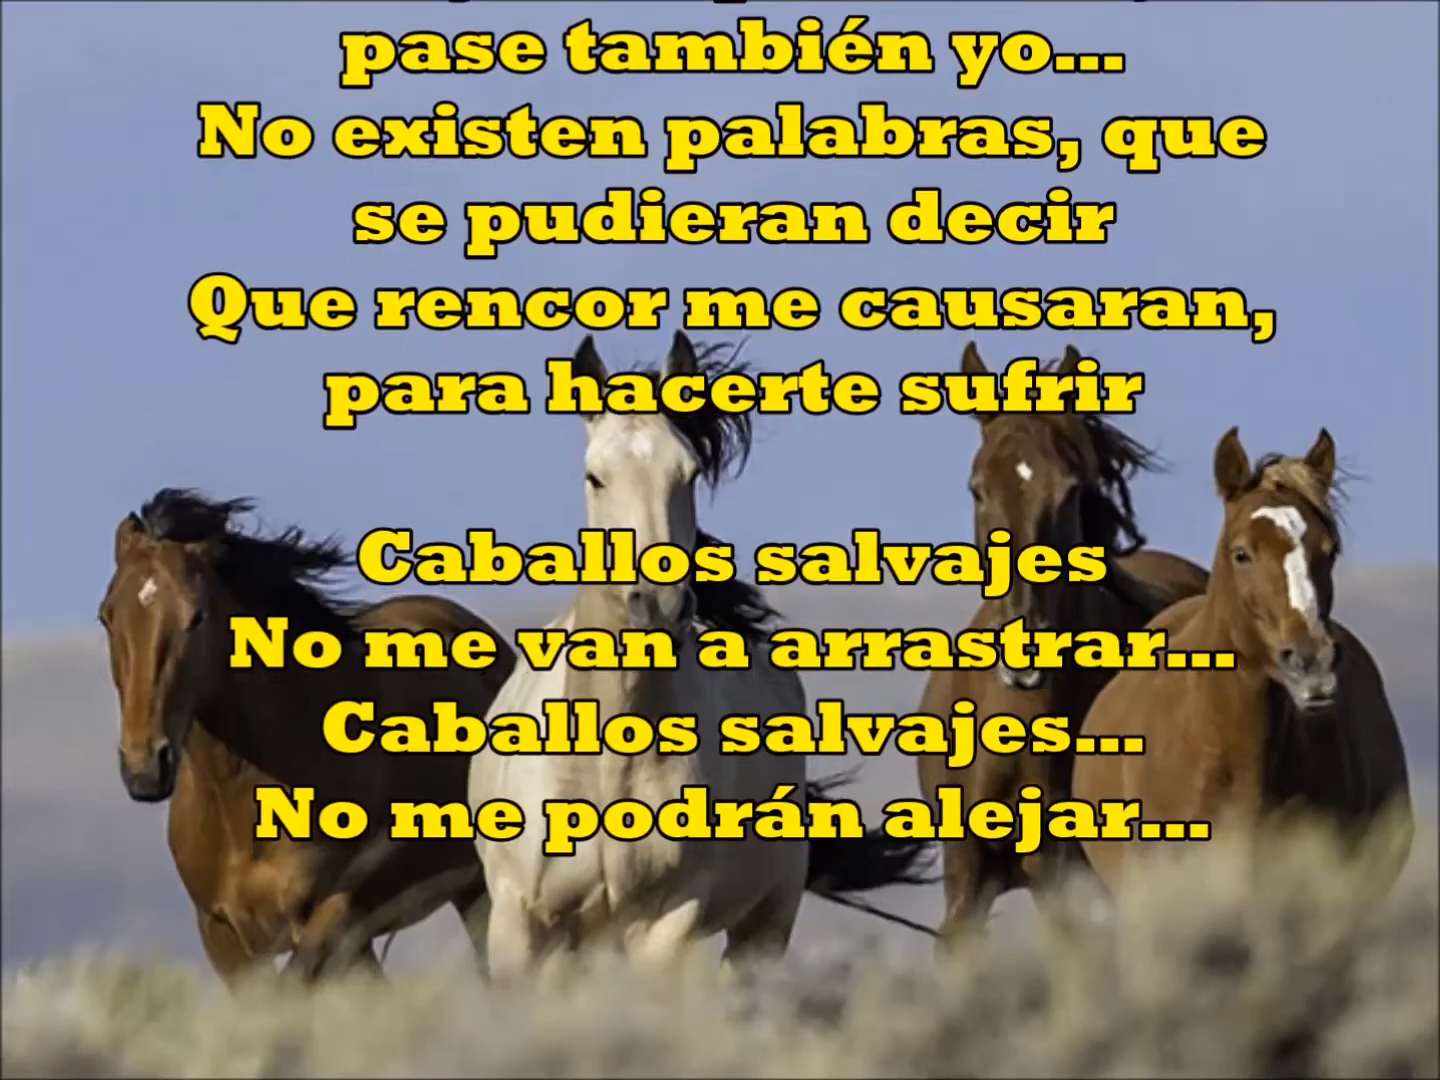 pase también yo...
No existen palabras, que
se pudieran decir
Que rencor me causaran,
para hacerte sufrir
Caballos salvajes
No me van a arrastrar...
Caballos salvajes...
No me podrán alejar...